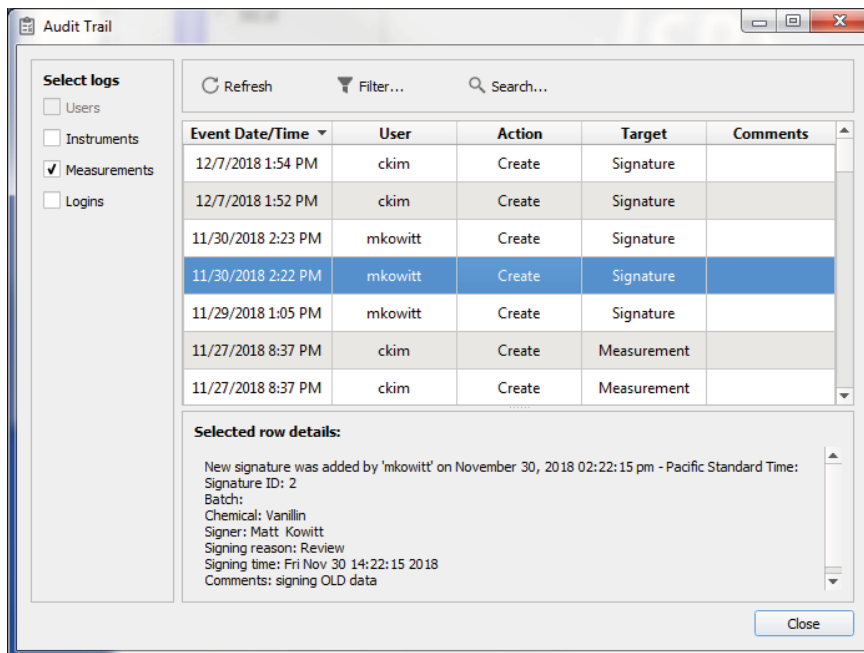 Audit Trail
Select logs
Users
Instruments
Measurements
Logins
Refresh Filter... Search...
Event Date/Time User Action Target Comments
12/7/2018 1:54 PM ckim Create Signature
12/7/2018 1:52 PM ckim Create Signature
11/30/2018 2:23 PM mkowitt Create Signature
11/30/2018 2:22 PM mkowitt Create Signature
11/29/2018 1:05 PM mkowitt Create Signature
11/27/2018 8:37 PM ckim Create Measurement
11/27/2018 8:37 PM ckim Create Measurement
Selected row details:
New signature was added by 'mkowitt' on November 30, 2018 02:22:15 pm - Pacific Standard Time:
Signature ID: 2
Batch:
Chemical: Vanillin
Signer: Matt Kowitt
Signing reason: Review
Signing time: Fri Nov 30 14:22:15 2018
Comments: signing OLD data
Close